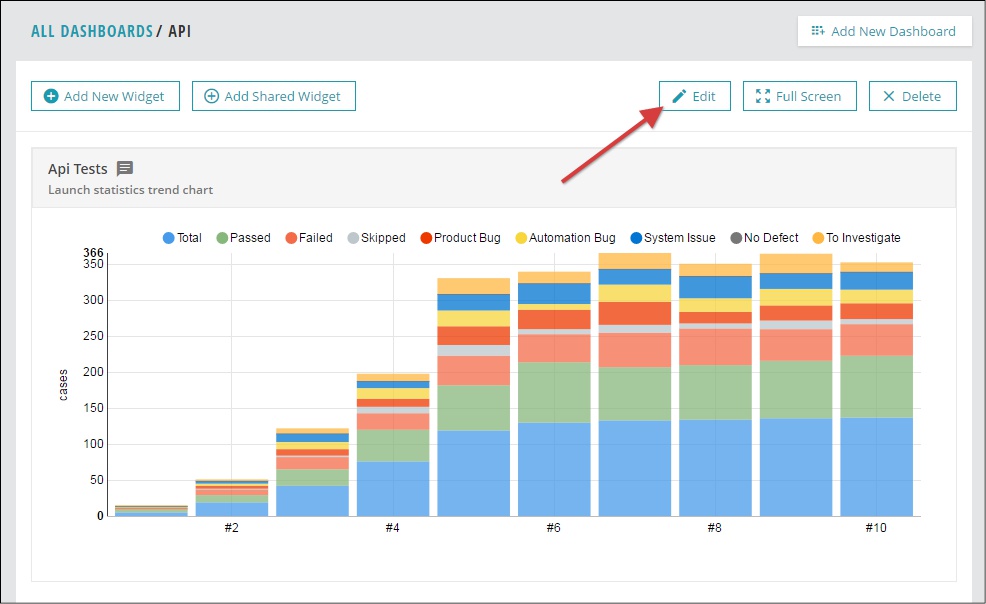 ALL DASHBOARDS / API
Add New Dashboard
Add New Widget
Add Shared Widget
Edit
Full Screen
Delete
Api Tests
Launch statistics trend chart
Total Passed Failed Skipped Product Bug Automation Bug System Issue No Defect To Investigate
366
350
300
250
200
150
100
50
0
cases
#2 #4 #6 #8 #10